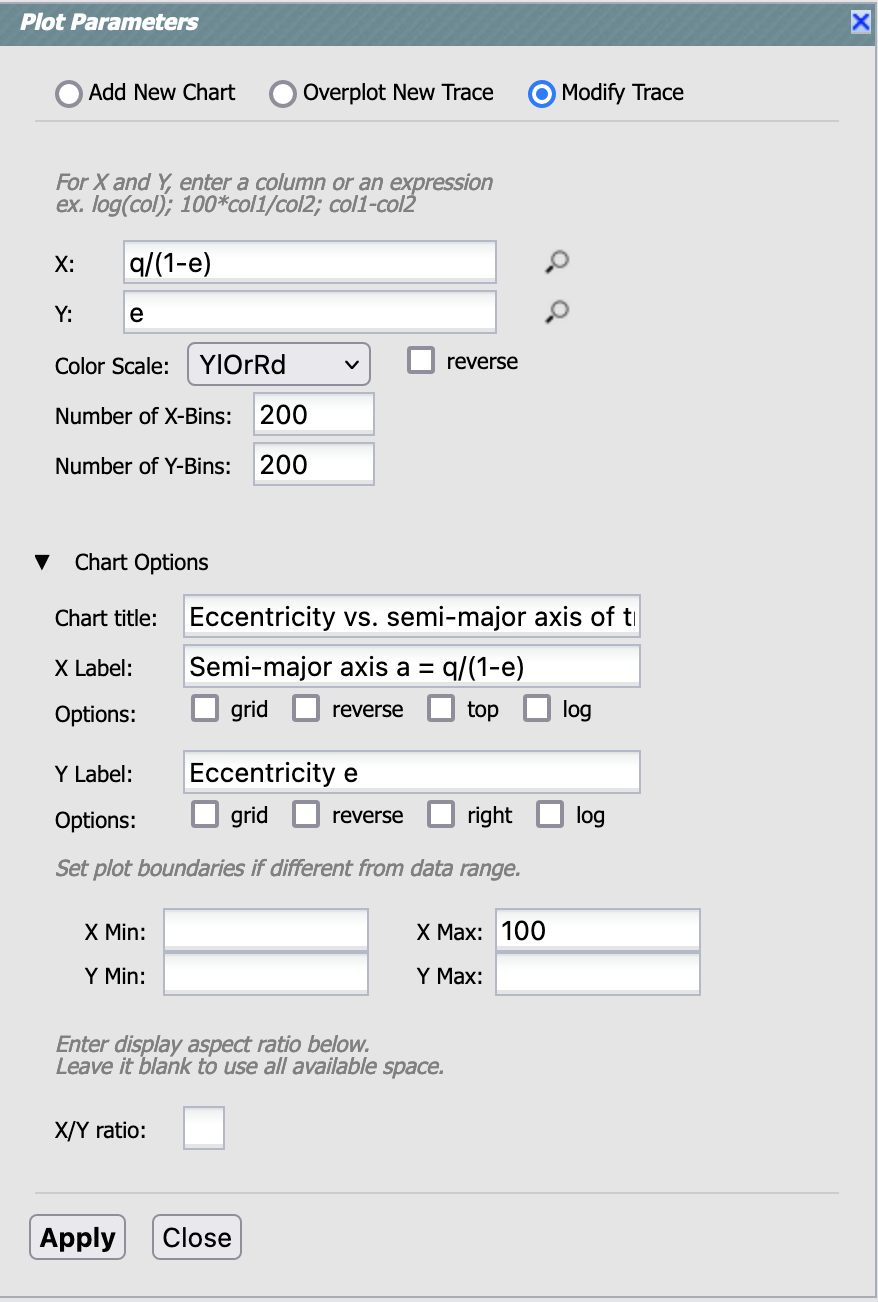 Plot Parameters
Add New Chart Overplot New Trace Modify Trace
For X and Y, enter a column or an expression
ex. log(col); 100*col1/col2; col1-col2
X: q/(1-e)
Y: e
Color Scale: YlOrRd reverse
Number of X-Bins: 200
Number of Y-Bins: 200
Chart Options
Chart title: Eccentricity vs. semi-major axis of
X Label: Semi-major axis a = q/(1-e)
Options: grid reverse top log
Y Label: Eccentricity e
Options: grid reverse right log
Set plot boundaries if different from data range.
X Min: X Max: 100
Y Min: Y Max:
Enter display aspect ratio below.
Leave it blank to use all available space.
X/Y ratio:
Apply Close